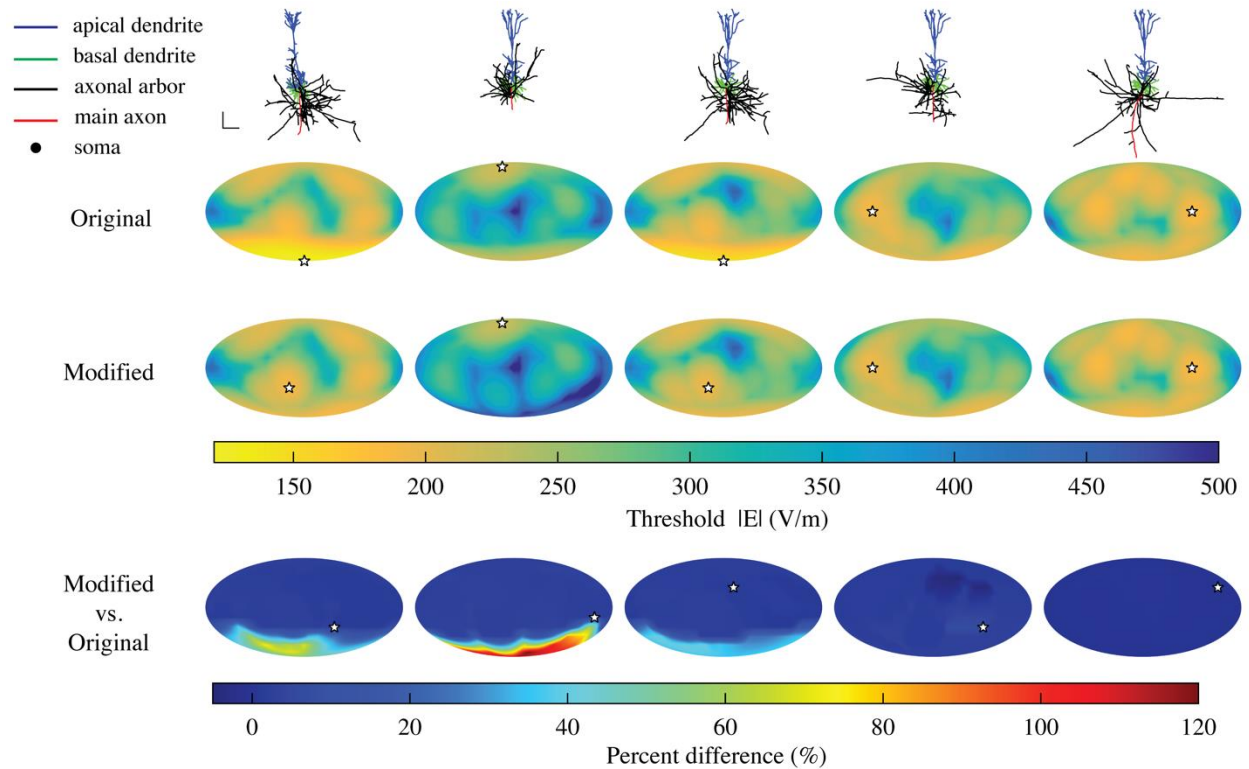 apical dendrite
basal dendrite
axonal arbor
main axon
soma
Original
Modified
150 200 250 300 350 400 450 500
Threshold |E| (V/m)
Modified
vs.
Original
0 20 40 60 80 100 120
Percent difference (%)